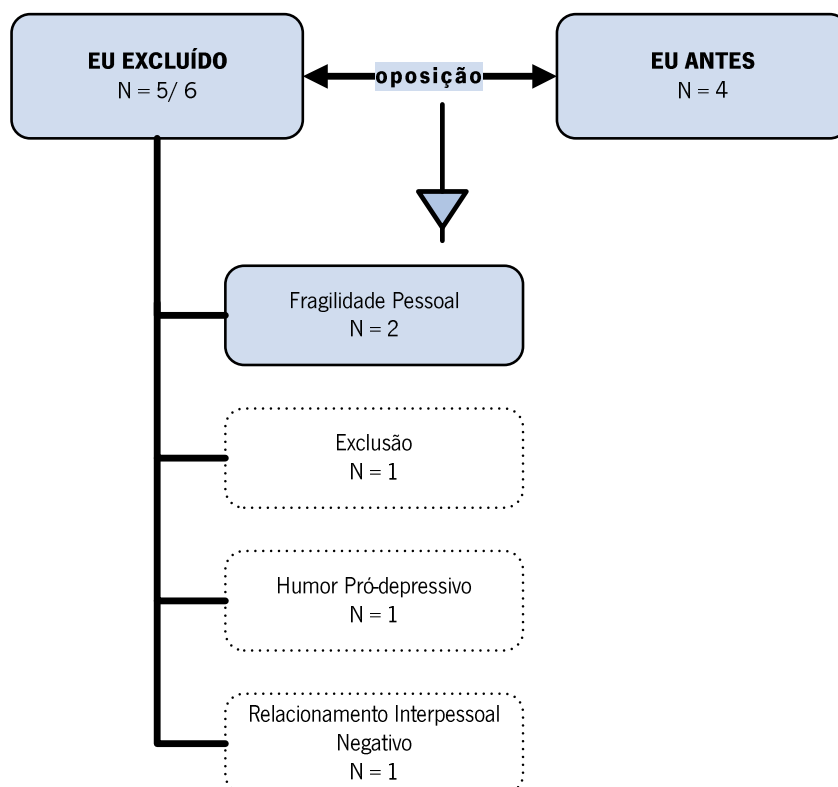 EU EXCLUÍDO
N = 5/ 6
oposição
EU ANTES
N = 4
Fragilidade Pessoal
N = 2
Exclusão
N = 1
Humor Pró-depressivo
N = 1
Relacionamento Interpessoal
Negativo
N = 1